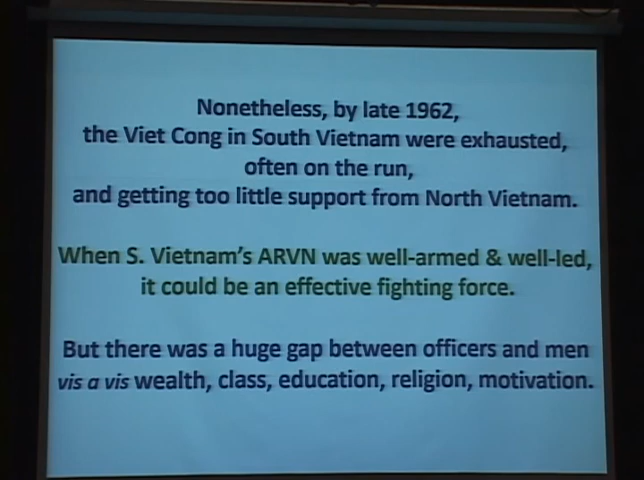 Nonetheless, by late 1962,
the Viet Cong in South Vietnam were exhausted,
often on the run,
and getting too little support from North Vietnam.
When S. Vietnam's ARVN was well-armed & well-led,
it could be an effective fighting force.
But there was a huge gap between officers and men
vis a vis wealth, class, education, religion, motivation.